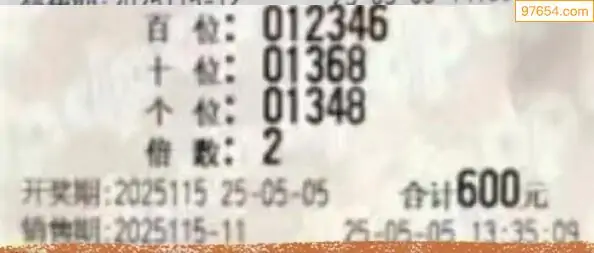 97654.com
百 位：012346
十 位：01368
个 位：01348
倍 数：2
开奖期:2025115 25-05-05 合计600元
销售期:2025115-11 25-05-05 13:35:09